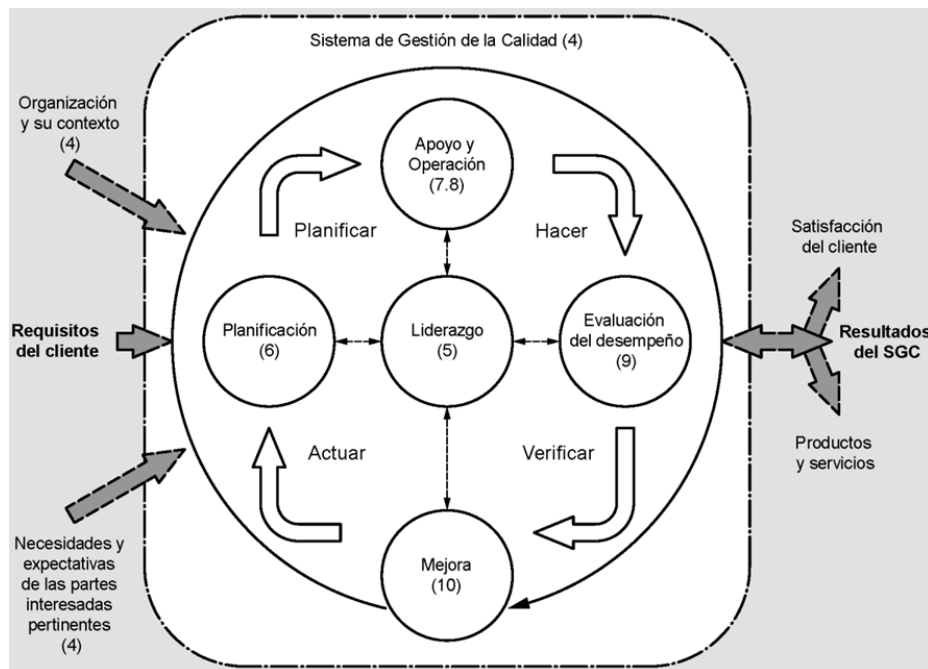 Sistema de Gestión de la Calidad (4)
Organización
y su contexto
(4)
Apoyo y
Operación
(7.8)
Planificar
Hacer
Satisfacción
del cliente
Requisitos
del cliente
Planificación
(6)
Liderazgo
(5)
Evaluación
del desempeño
(9)
Resultados
del SGC
Actuar
Verificar
Productos
y servicios
Necesidades y
expectativas
de las partes
interesadas
pertinentes
(4)
Mejora
(10)